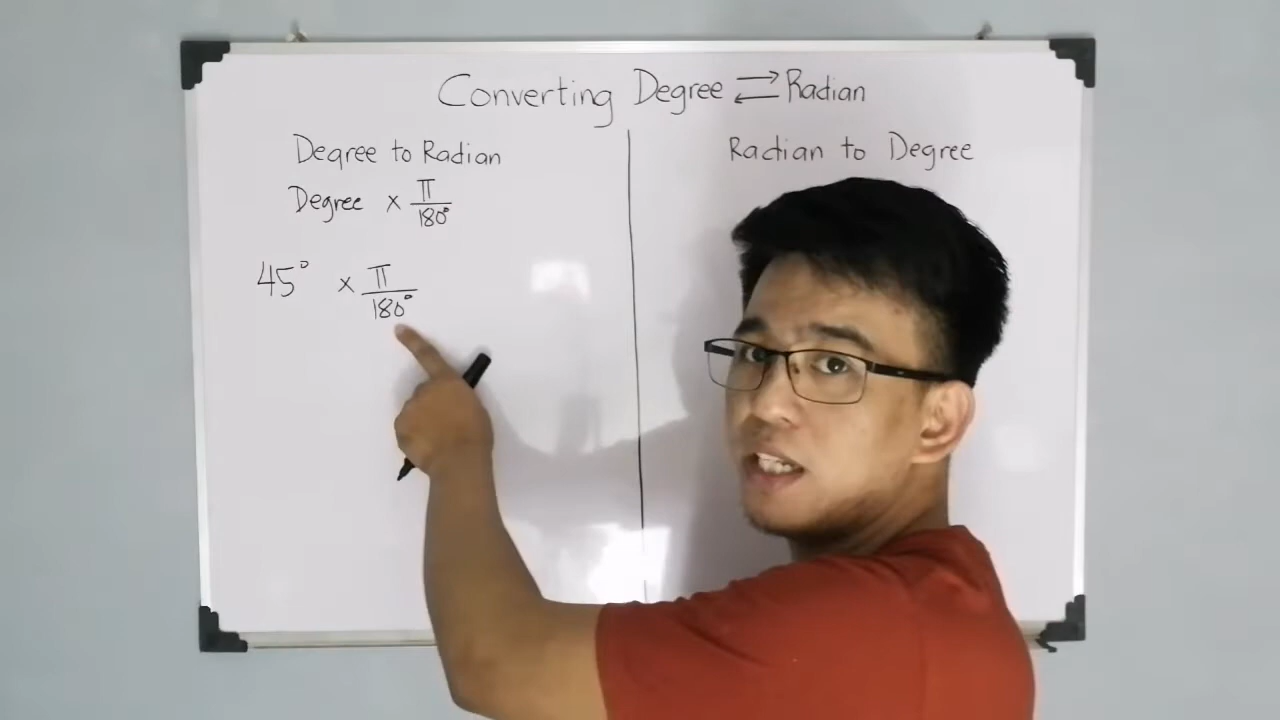 Converting Degree ⇄ Radian
Degree to Radian
Degree × π/180°
45° × π/180°
Radian to Degree